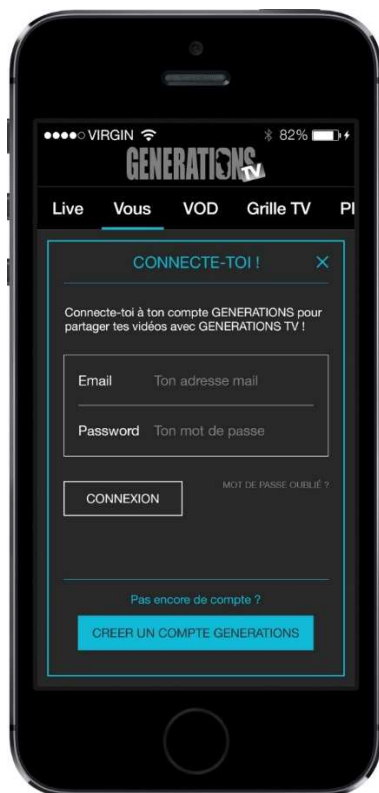 VIRGIN 82%
GENERATIONS TV
Live Vous VOD Grille TV Pl
CONNECTE-TOI ! ×
Connecte-toi à ton compte GENERATIONS pour
partager tes vidéos avec GENERATIONS TV !
Email Ton adresse mail
Password Ton mot de passe
CONNEXION MOT DE PASSE OUBLIÉ ?
Pas encore de compte ?
CREER UN COMPTE GENERATIONS